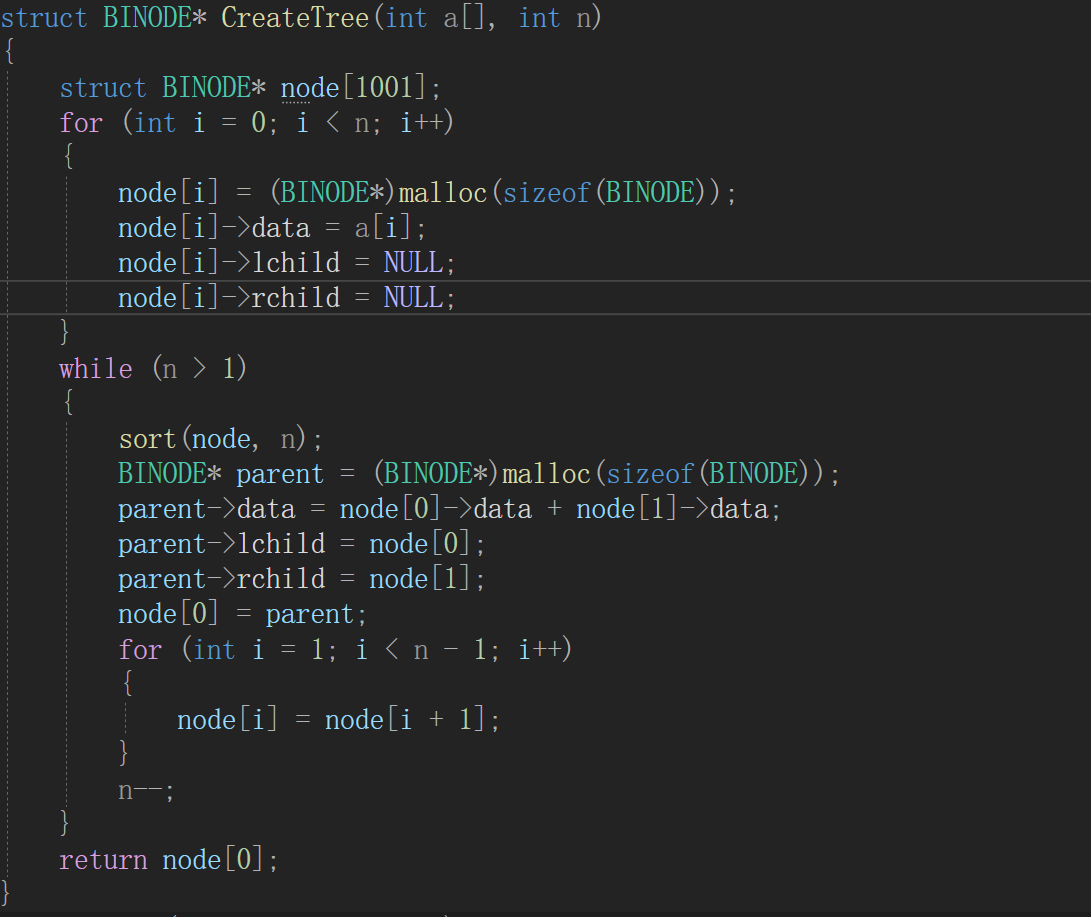 struct BINODE* CreateTree(int a[], int n)
{
    struct BINODE* node[1001];
    for (int i = 0; i < n; i++)
    {
        node[i] = (BINODE*)malloc(sizeof(BINODE));
        node[i]->data = a[i];
        node[i]->lchild = NULL;
        node[i]->rchild = NULL;
    }
    while (n > 1)
    {
        sort(node, n);
        BINODE* parent = (BINODE*)malloc(sizeof(BINODE));
        parent->data = node[0]->data + node[1]->data;
        parent->lchild = node[0];
        parent->rchild = node[1];
        node[0] = parent;
        for (int i = 1; i < n - 1; i++)
        {
            node[i] = node[i + 1];
        }
        n--;
    }
    return node[0];
}